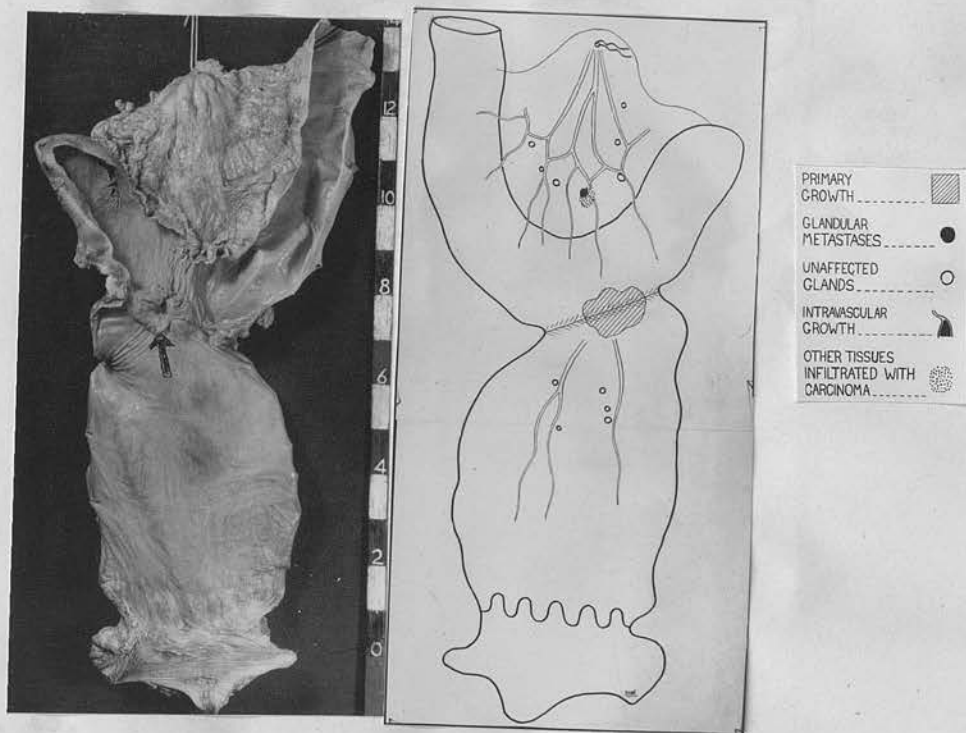 14
12
10
8
6
4
2
0
PRIMARY
GROWTH
GLANDULAR
METASTASES
UNAFFECTED
GLANDS
INTRAVASCULAR
GROWTH
OTHER TISSUES
INFILTRATED WITH
CARCINOMA